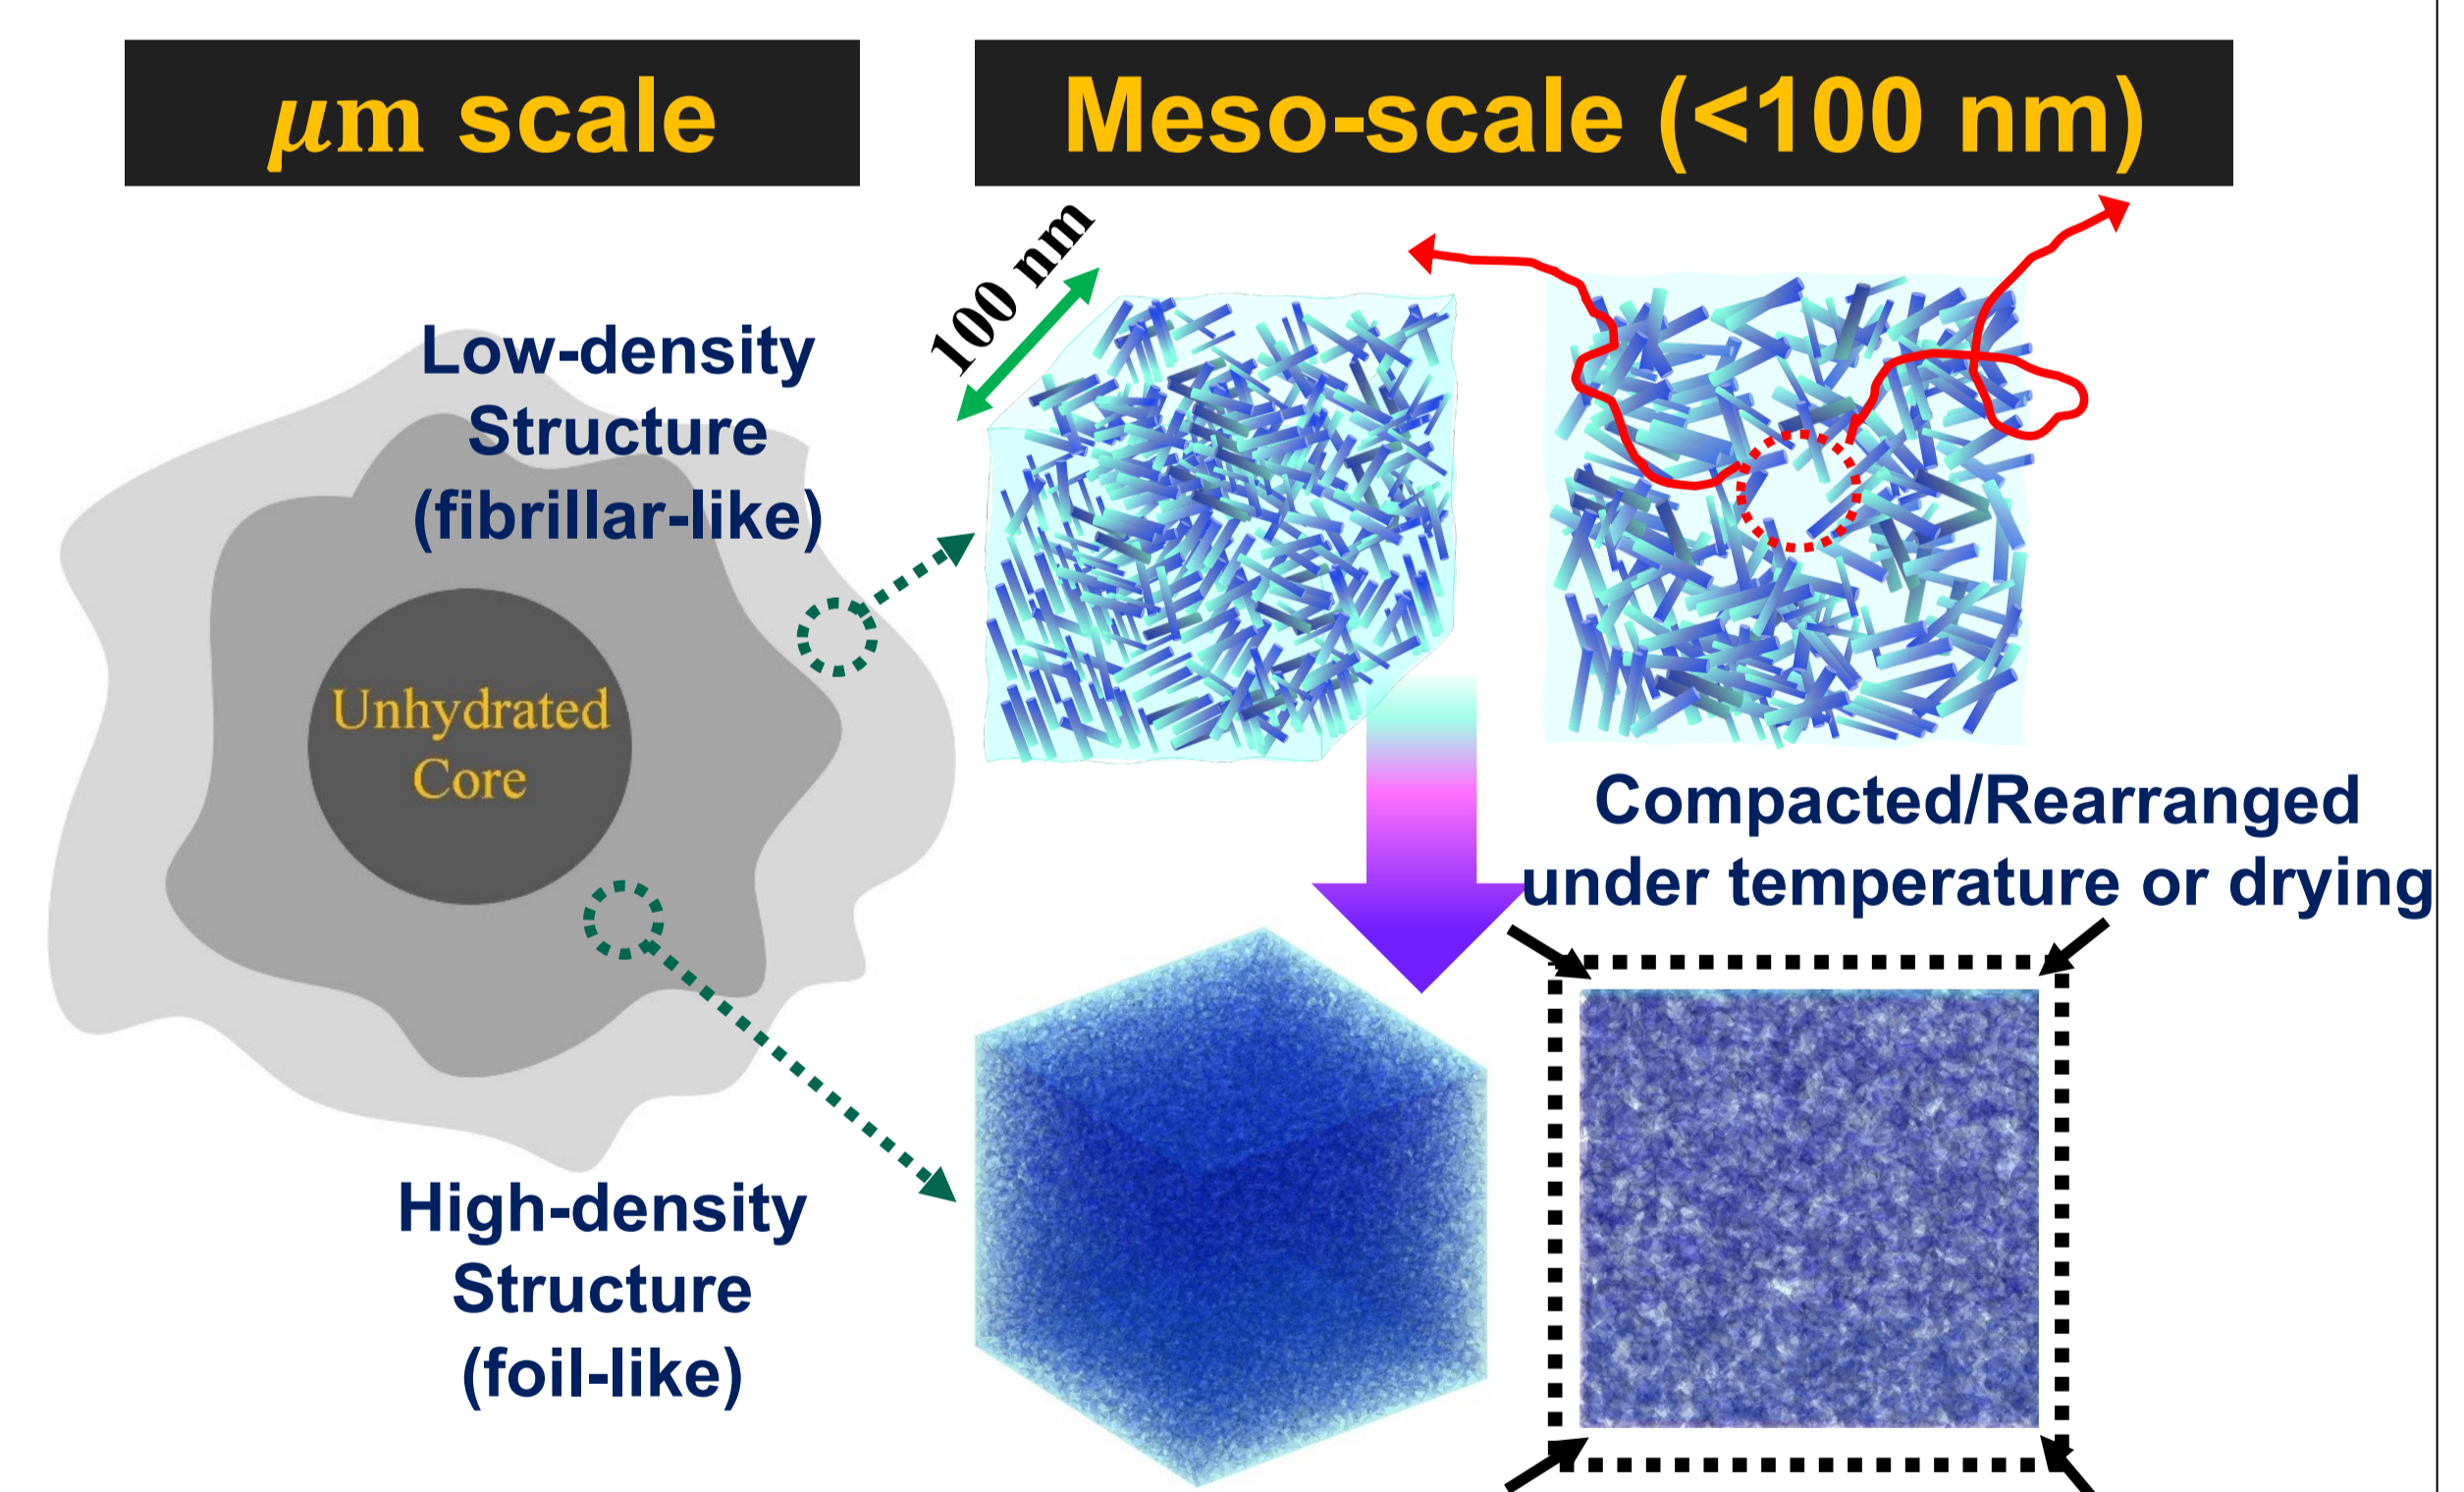 μm scale
Meso-scale (<100 nm)
100 nm
Low-density
Structure
(fibrillar-like)
Unhydrated
Core
Compacted/Rearranged
under temperature or drying
High-density
Structure
(foil-like)